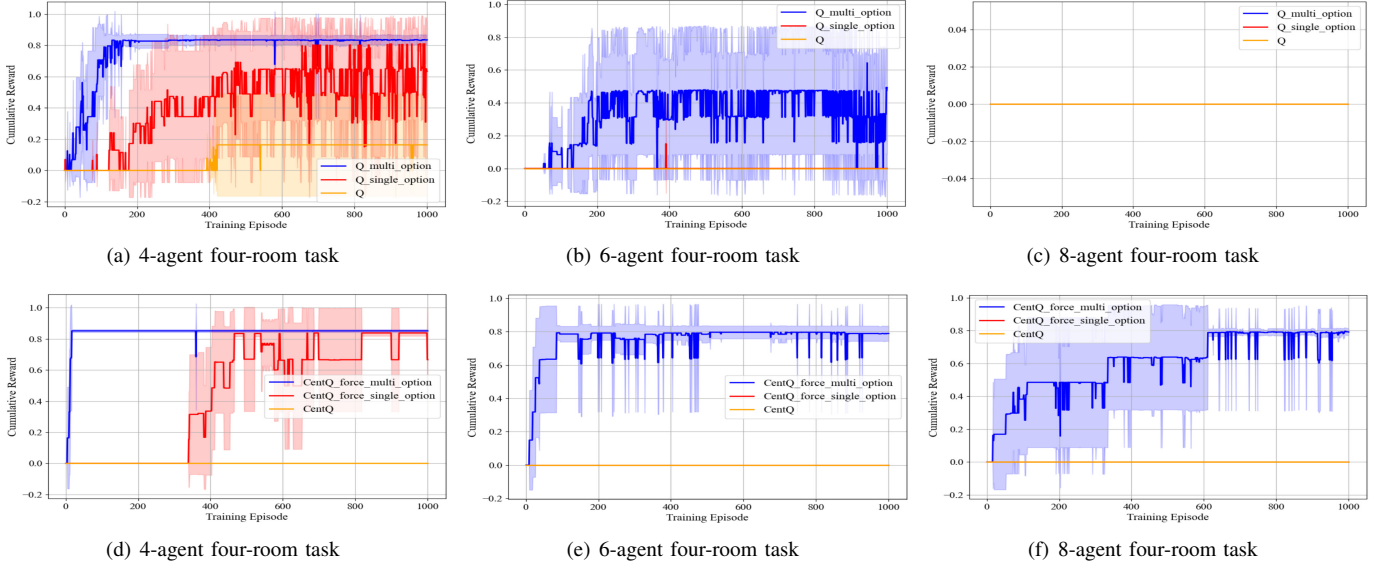 Cumulative Reward
1.0
0.8
0.6
0.4
0.2
0.0
−0.2
0
200
400
600
800
1000
Training Episode
Q_multi_option
Q_single_option
Q
(a) 4-agent four-room task
Cumulative Reward
1.0
0.8
0.6
0.4
0.2
0.0
−0.2
0
200
400
600
800
1000
Training Episode
Q_multi_option
Q_single_option
Q
(b) 6-agent four-room task
Cumulative Reward
0.04
0.02
0.00
−0.02
−0.04
0
200
400
600
800
1000
Training Episode
Q_multi_option
Q_single_option
Q
(c) 8-agent four-room task
Cumulative Reward
1.0
0.8
0.6
0.4
0.2
0.0
−0.2
0
200
400
600
800
1000
Training Episode
CentQ_force_multi_option
CentQ_force_single_option
CentQ
(d) 4-agent four-room task
Cumulative Reward
1.0
0.8
0.6
0.4
0.2
0.0
−0.2
0
200
400
600
800
1000
Training Episode
CentQ_force_multi_option
CentQ_force_single_option
CentQ
(e) 6-agent four-room task
Cumulative Reward
1.0
0.8
0.6
0.4
0.2
0.0
−0.2
0
200
400
600
800
1000
Training Episode
CentQ_force_multi_option
CentQ_force_single_option
CentQ
(f) 8-agent four-room task